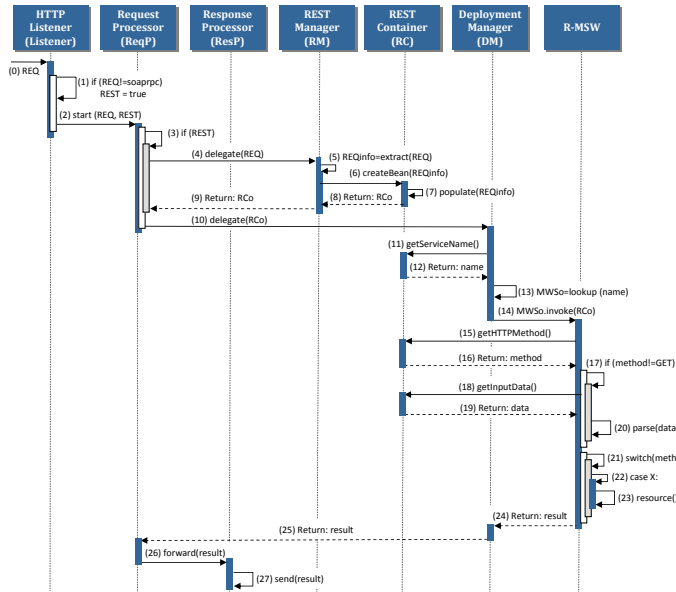 HTTP
Listener
(Listener)
Request
Processor
(ReqP)
Response
Processor
(ResP)
REST
Manager
(RM)
REST
Container
(RC)
Deployment
Manager
(DM)
R-MSW
(0) REQ
(1) if (REQ!=soaprpc)
REST = true
(2) start (REQ, REST)
(3) if (REST)
(4) delegate(REQ)
(5) REQinfo=extract(REQ)
(6) createBean(REQinfo)
(7) populate(REQinfo)
(8) Return: RCo
(9) Return: RCo
(10) delegate(RCo)
(11) getServiceName()
(12) Return: name
(13) MWSo=lookup (name)
(14) MWSo.invoke(RCo)
(15) getHTTPMethod()
(16) Return: method
(17) if (method!=GET)
(18) getInputData()
(19) Return: data
(20) parse(data
(21) switch(meth
(22) case X:
(23) resource(
(24) Return: result
(25) Return: result
(26) forward(result)
(27) send(result)